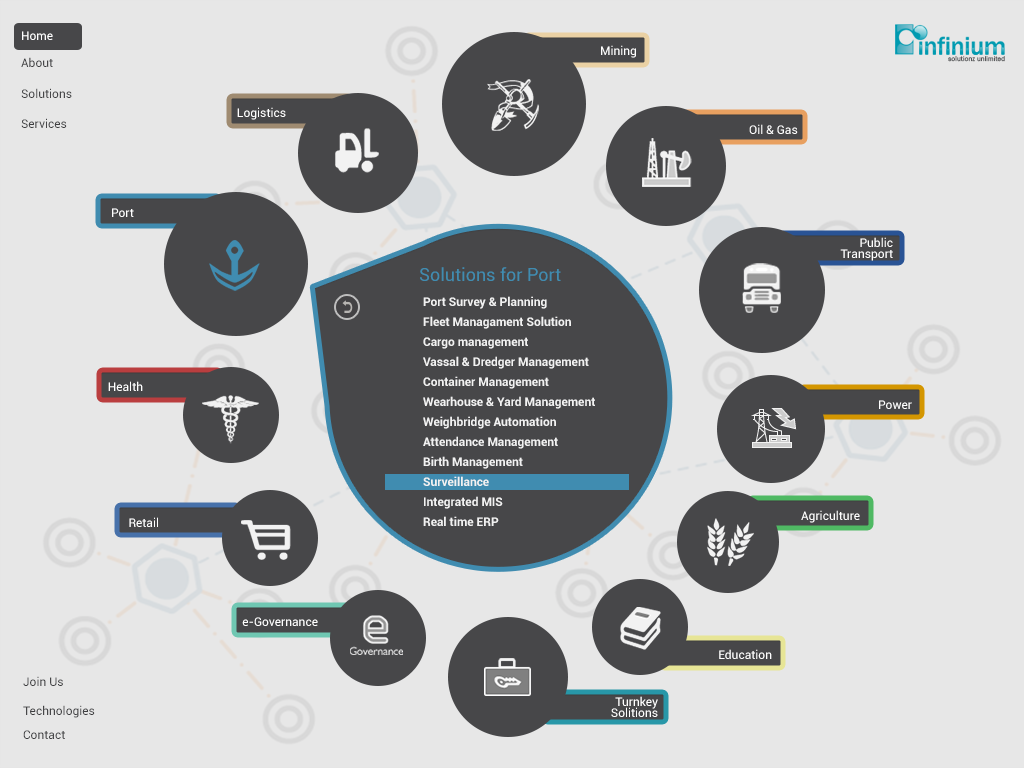 Home
About
Solutions
Services
infinium
solutionz unlimited
Mining
Logistics
Oil & Gas
Port
Public
Transport
Solutions for Port
Port Survey & Planning
Fleet Managament Solution
Cargo management
Vassal & Dredger Management
Container Management
Wearhouse & Yard Management
Weighbridge Automation
Attendance Management
Birth Management
Surveillance
Integrated MIS
Real time ERP
Health
Power
Retail
Agriculture
e-Governance
e
Governance
Education
Turnkey
Solitions
Join Us
Technologies
Contact